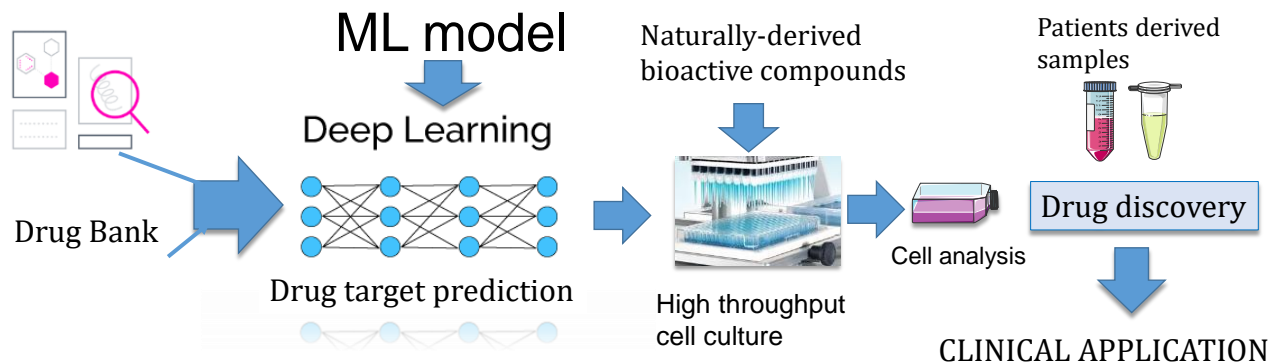 ML model
Deep Learning
Drug Bank
Drug target prediction
Naturally-derived
bioactive compounds
High throughput
cell culture
Cell analysis
Patients derived
samples
Drug discovery
CLINICAL APPLICATION